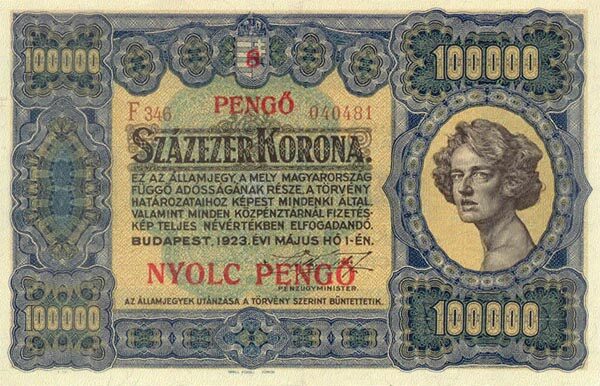 100000 100000
PENGŐ
F 346 040481
SZÁZEZER KORONA.
EZ AZ ÁLLAMJEGY, A MELY MAGYARORSZÁG
FÜGGŐ ADÓSSÁGÁNAK RÉSZE, A TÖRVÉNY
HATÁROZATAIHOZ KÉPEST MINDENKI ÁLTAL
VALAMINT MINDEN KÖZPÉNZTÁRNÁL FIZETÉS-
KÉP TELJES NÉVÉRTÉKBEN ELFOGADANDÓ.
BUDAPEST, 1923. ÉVI MÁJUS HÓ 1-ÉN.
NYOLC PENGŐ
PÉNZÜGYMINISTER.
AZ ÁLLAMJEGYEK UTÁNZÁSA A TÖRVÉNY SZERINT BÜNTETTETIK.
100000 100000